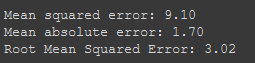 Mean squared error: 9.10
Mean absolute error: 1.70
Root Mean Squared Error: 3.02